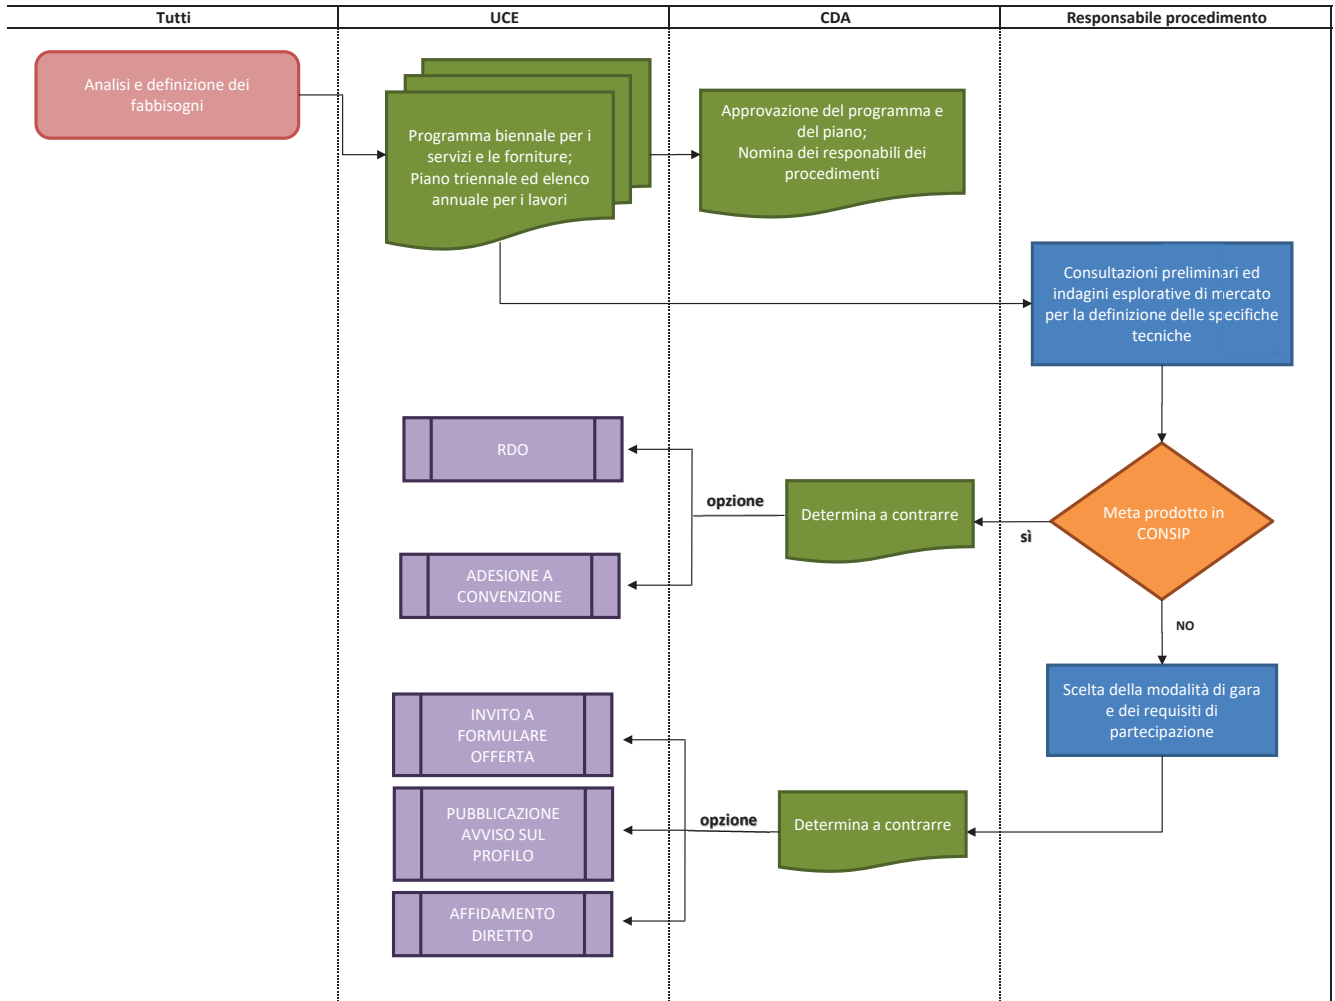 Tutti
UCE
CDA
Responsabile procedimento
Analisi e definizione dei
fabbisogni
Programma biennale per i
servizi e le forniture;
Piano triennale ed elenco
annuale per i lavori
Approvazione del programma e
del piano;
Nomina dei responabili dei
procedimenti
Consultazioni preliminari ed
indagini esplorative di mercato
per la definizione delle specifiche
tecniche
Meta prodotto in
CONSIP
sì
Determina a contrarre
opzione
RDO
ADESIONE A
CONVENZIONE
NO
Scelta della modalità di gara
e dei requisiti di
partecipazione
Determina a contrarre
opzione
INVITO A
FORMULARE
OFFERTA
PUBBLICAZIONE
AVVISO SUL
PROFILO
AFFIDAMENTO
DIRETTO